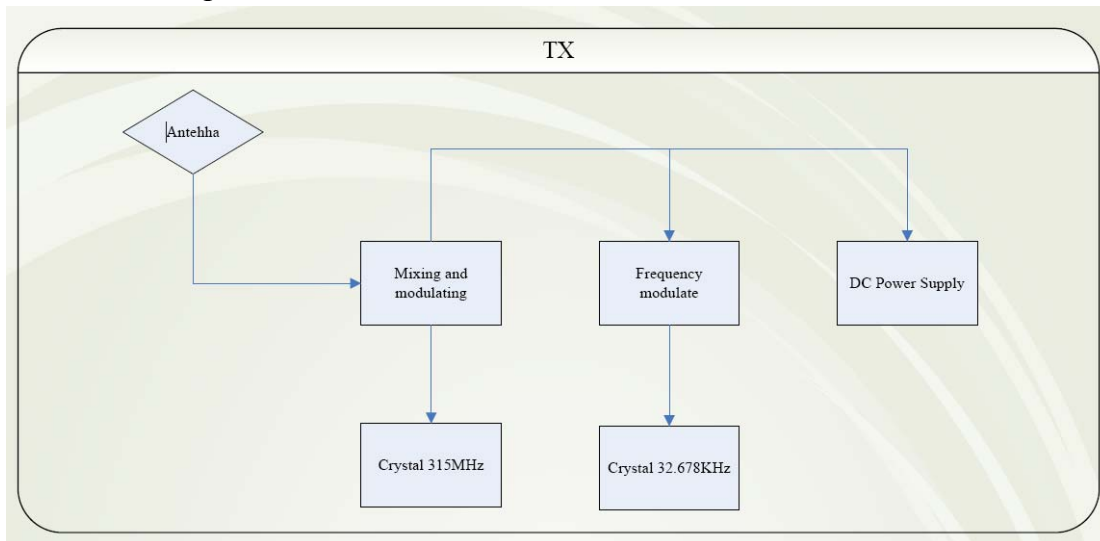 TX
Antehha
Mixing and
modulating
Frequency
modulate
DC Power Supply
Crystal 315MHz
Crystal 32.678KHz